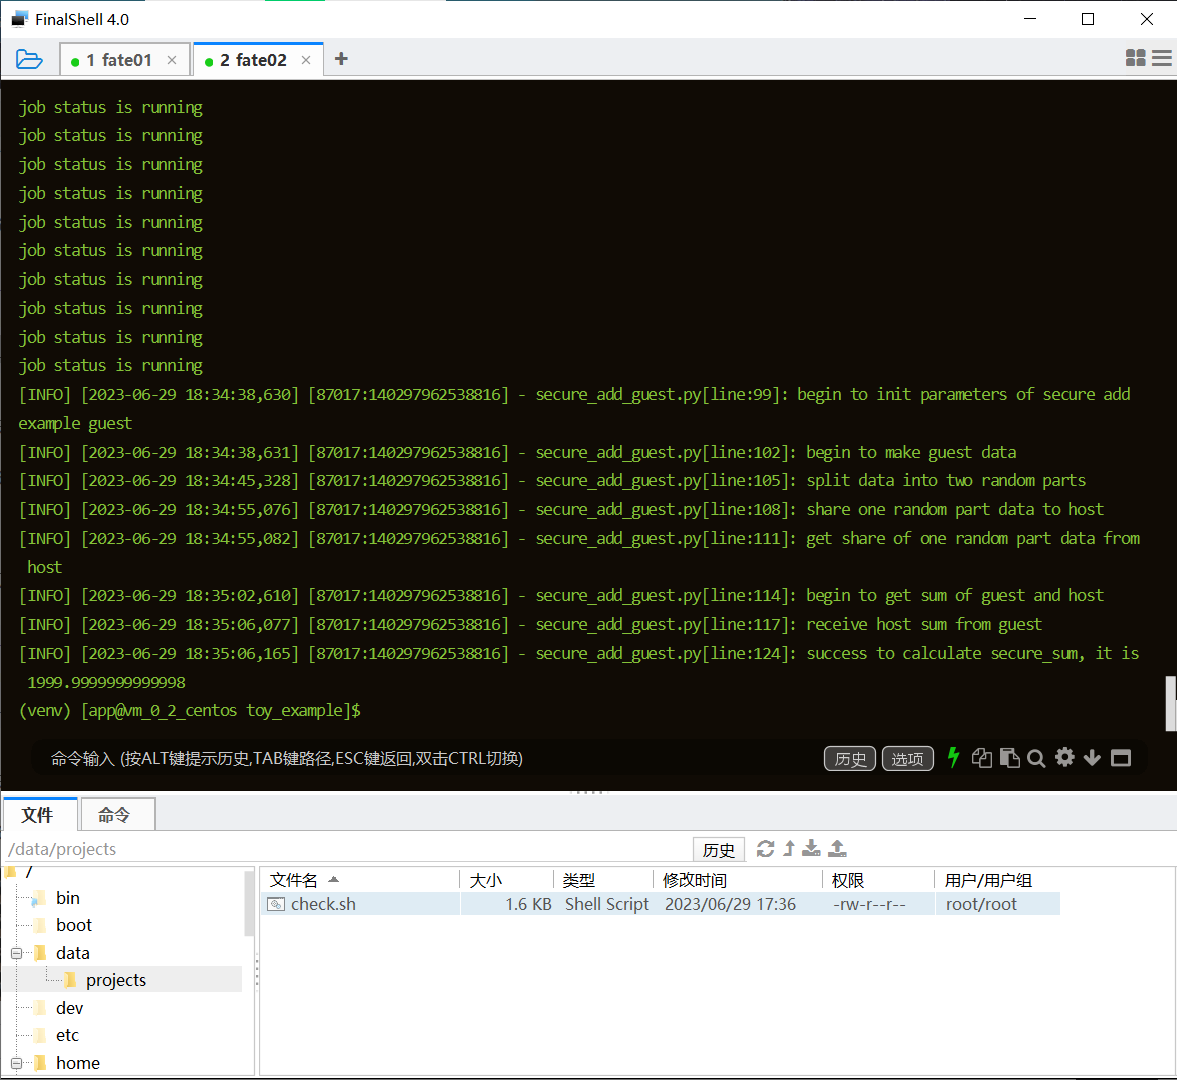 FinalShell 4.0
1 fate01
2 fate02
job status is running
job status is running
job status is running
job status is running
job status is running
job status is running
job status is running
job status is running
job status is running
job status is running
[INFO] [2023-06-29 18:34:38,630] [87017:140297962538816] - secure_add_guest.py[line:99]: begin to init parameters of secure add
example guest
[INFO] [2023-06-29 18:34:38,631] [87017:140297962538816] - secure_add_guest.py[line:102]: begin to make guest data
[INFO] [2023-06-29 18:34:45,328] [87017:140297962538816] - secure_add_guest.py[line:105]: split data into two random parts
[INFO] [2023-06-29 18:34:55,076] [87017:140297962538816] - secure_add_guest.py[line:108]: share one random part data to host
[INFO] [2023-06-29 18:34:55,082] [87017:140297962538816] - secure_add_guest.py[line:111]: get share of one random part data from
host
[INFO] [2023-06-29 18:35:02,610] [87017:140297962538816] - secure_add_guest.py[line:114]: begin to get sum of guest and host
[INFO] [2023-06-29 18:35:06,077] [87017:140297962538816] - secure_add_guest.py[line:117]: receive host sum from guest
[INFO] [2023-06-29 18:35:06,165] [87017:140297962538816] - secure_add_guest.py[line:124]: success to calculate secure_sum, it is
1999.9999999999998
(venv) [app@vm_0_2_centos toy_example]$
命令输入 (按ALT键提示历史,TAB键路径,ESC键返回,双击CTRL切换) 历史 选项
文件 命令
/data/projects 历史
/
bin
boot
data
projects
dev
etc
home
文件名 大小 类型 修改时间 权限 用户/用户组
check.sh 1.6 KB Shell Script 2023/06/29 17:36 -rw-r--r-- root/root